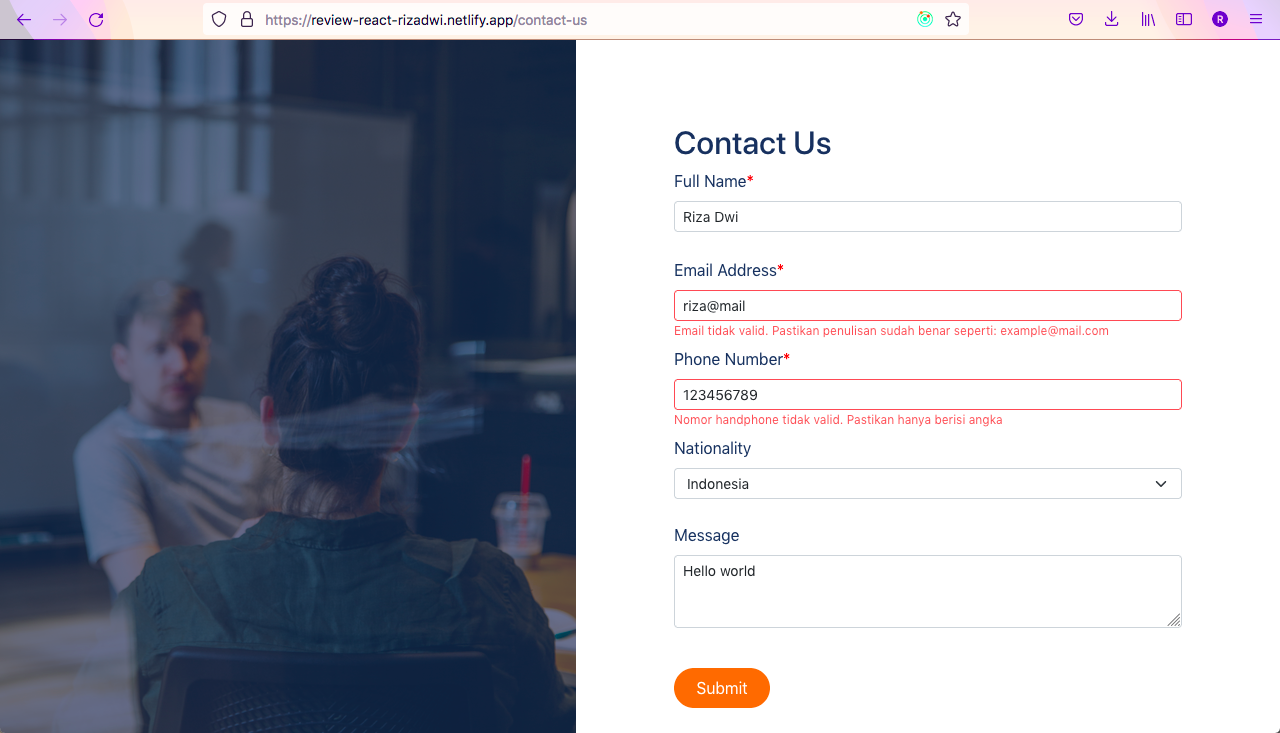 https://review-react-rizadwi.netlify.app/contact-us
R
Contact Us
Full Name*
Riza Dwi
Email Address*
riza@mail
Email tidak valid. Pastikan penulisan sudah benar seperti: example@mail.com
Phone Number*
123456789
Nomor handphone tidak valid. Pastikan hanya berisi angka
Nationality
Indonesia
Message
Hello world
Submit